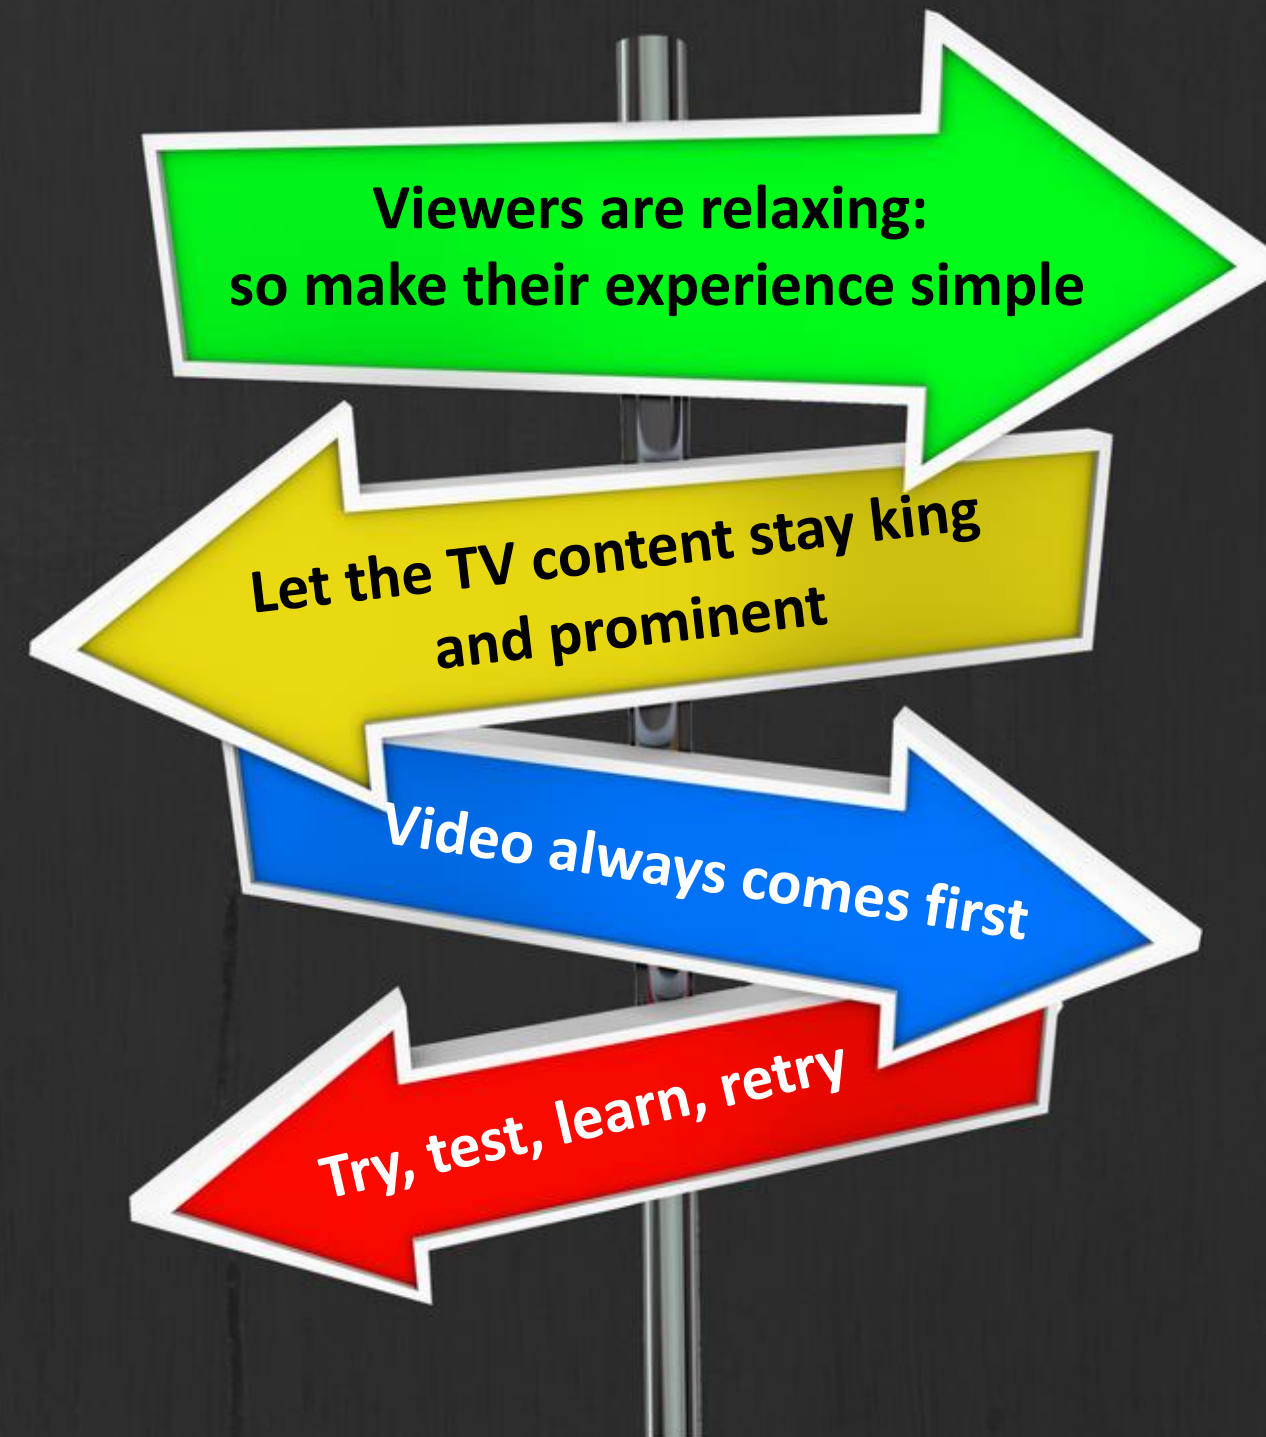 Viewers are relaxing:
so make their experience simple
Let the TV content stay king
and prominent
Video always comes first
Try, test, learn, retry